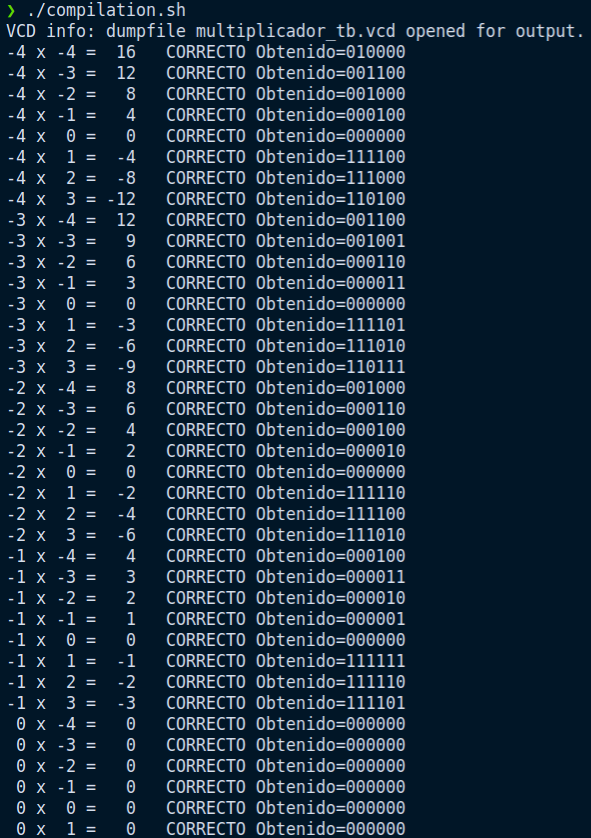 ❯ ./compilation.sh
VCD info: dumpfile multiplicador_tb.vcd opened for output.
-4 x -4 =  16   CORRECTO Obtenido=010000
-4 x -3 =  12   CORRECTO Obtenido=001100
-4 x -2 =   8   CORRECTO Obtenido=001000
-4 x -1 =   4   CORRECTO Obtenido=000100
-4 x  0 =   0   CORRECTO Obtenido=000000
-4 x  1 =  -4   CORRECTO Obtenido=111100
-4 x  2 =  -8   CORRECTO Obtenido=111000
-4 x  3 = -12   CORRECTO Obtenido=110100
-3 x -4 =  12   CORRECTO Obtenido=001100
-3 x -3 =   9   CORRECTO Obtenido=001001
-3 x -2 =   6   CORRECTO Obtenido=000110
-3 x -1 =   3   CORRECTO Obtenido=000011
-3 x  0 =   0   CORRECTO Obtenido=000000
-3 x  1 =  -3   CORRECTO Obtenido=111101
-3 x  2 =  -6   CORRECTO Obtenido=111010
-3 x  3 =  -9   CORRECTO Obtenido=110111
-2 x -4 =   8   CORRECTO Obtenido=001000
-2 x -3 =   6   CORRECTO Obtenido=000110
-2 x -2 =   4   CORRECTO Obtenido=000100
-2 x -1 =   2   CORRECTO Obtenido=000010
-2 x  0 =   0   CORRECTO Obtenido=000000
-2 x  1 =  -2   CORRECTO Obtenido=111110
-2 x  2 =  -4   CORRECTO Obtenido=111100
-2 x  3 =  -6   CORRECTO Obtenido=111010
-1 x -4 =   4   CORRECTO Obtenido=000100
-1 x -3 =   3   CORRECTO Obtenido=000011
-1 x -2 =   2   CORRECTO Obtenido=000010
-1 x -1 =   1   CORRECTO Obtenido=000001
-1 x  0 =   0   CORRECTO Obtenido=000000
-1 x  1 =  -1   CORRECTO Obtenido=111111
-1 x  2 =  -2   CORRECTO Obtenido=111110
-1 x  3 =  -3   CORRECTO Obtenido=111101
 0 x -4 =   0   CORRECTO Obtenido=000000
 0 x -3 =   0   CORRECTO Obtenido=000000
 0 x -2 =   0   CORRECTO Obtenido=000000
 0 x -1 =   0   CORRECTO Obtenido=000000
 0 x  0 =   0   CORRECTO Obtenido=000000
 0 x  1 =   0   CORRECTO Obtenido=000000